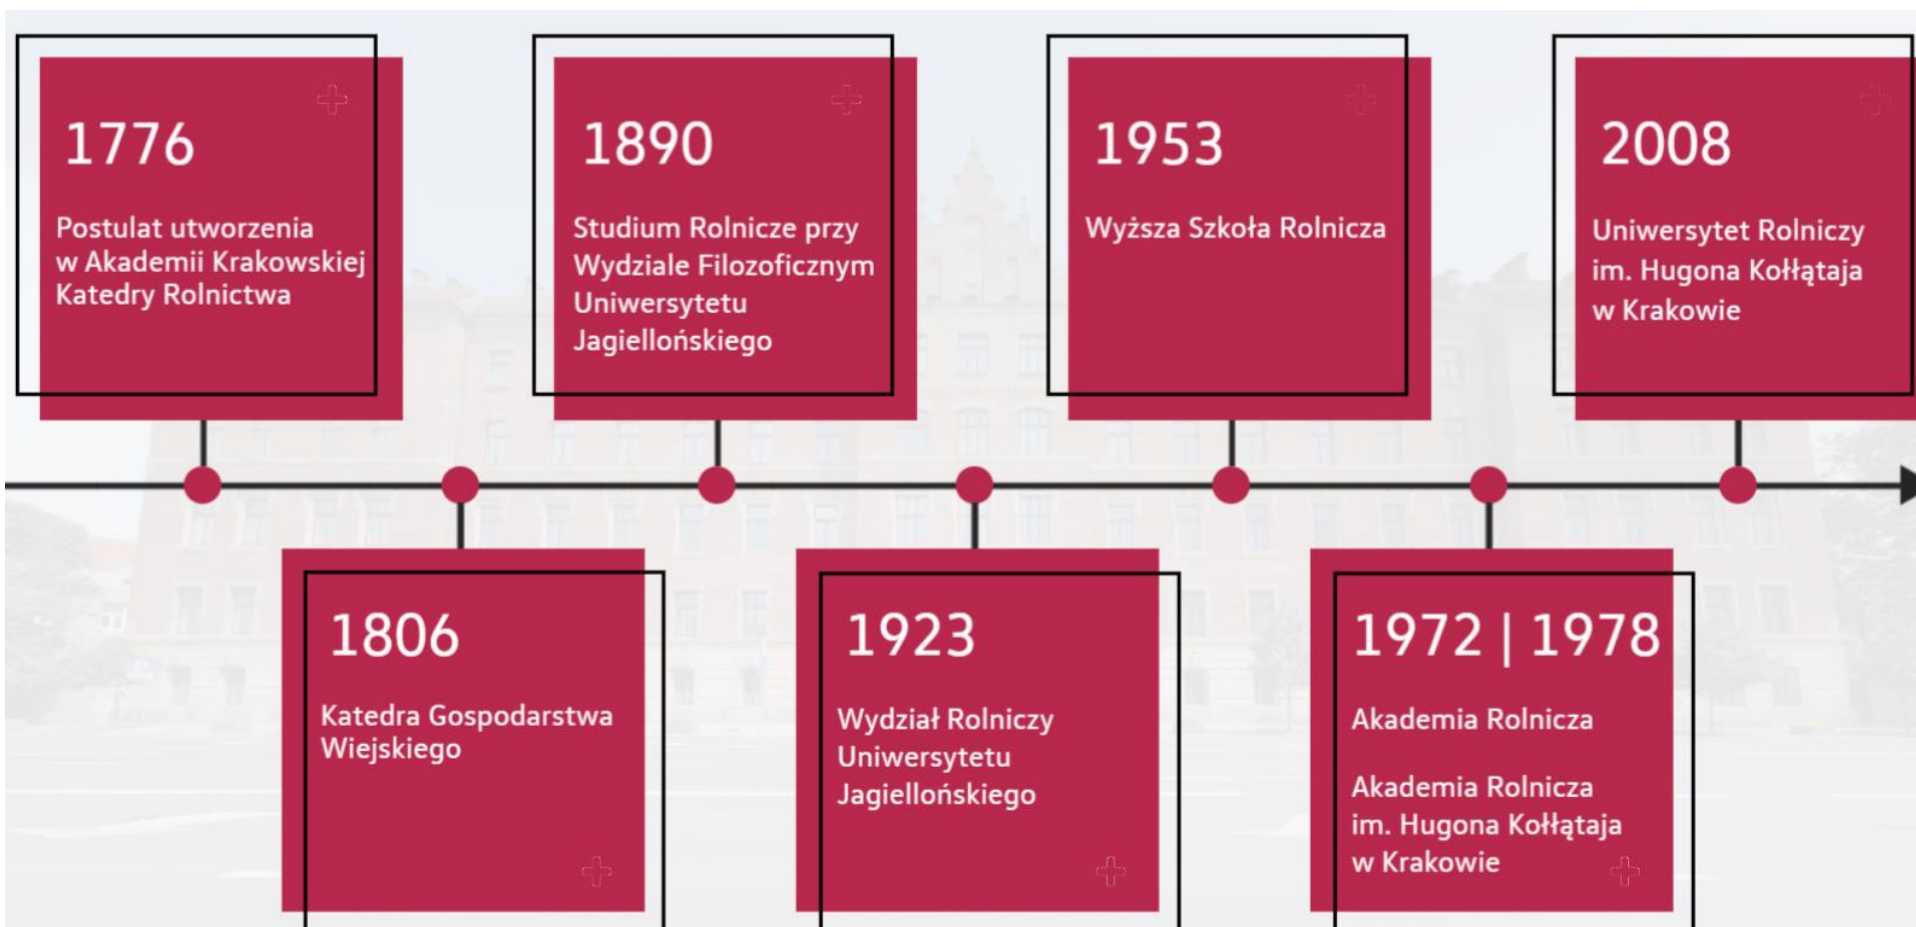 1776
Postulat utworzenia
w Akademii Krakowskiej
Katedry Rolnictwa
1806
Katedra Gospodarstwa
Wiejskiego
1890
Studium Rolnicze przy
Wydziale Filozoficznym
Uniwersytetu
Jagiellońskiego
1923
Wydział Rolniczy
Uniwersytetu
Jagiellońskiego
1953
Wyższa Szkoła Rolnicza
1972 | 1978
Akademia Rolnicza
Akademia Rolnicza
im. Hugona Kołłątaja
w Krakowie
2008
Uniwersytet Rolniczy
im. Hugona Kołłątaja
w Krakowie